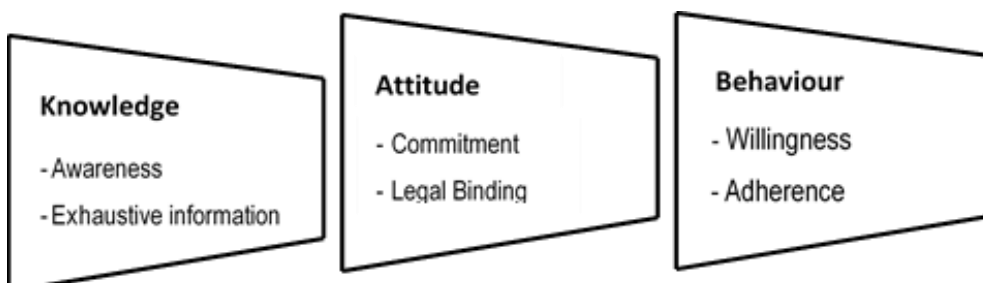 Knowledge
- Awareness
- Exhaustive information
Attitude
- Commitment
- Legal Binding
Behaviour
- Willingness
- Adherence